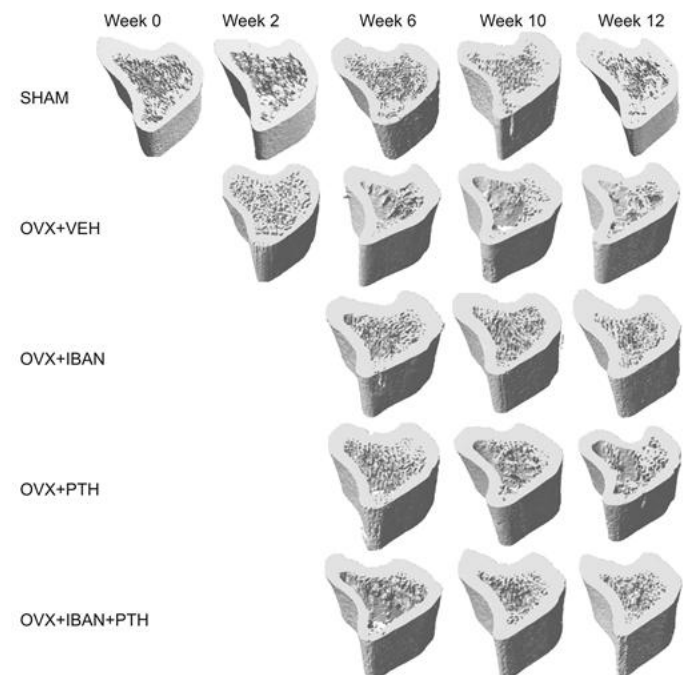 Week 0 Week 2 Week 6 Week 10 Week 12
SHAM
OVX+VEH
OVX+IBAN
OVX+PTH
OVX+IBAN+PTH